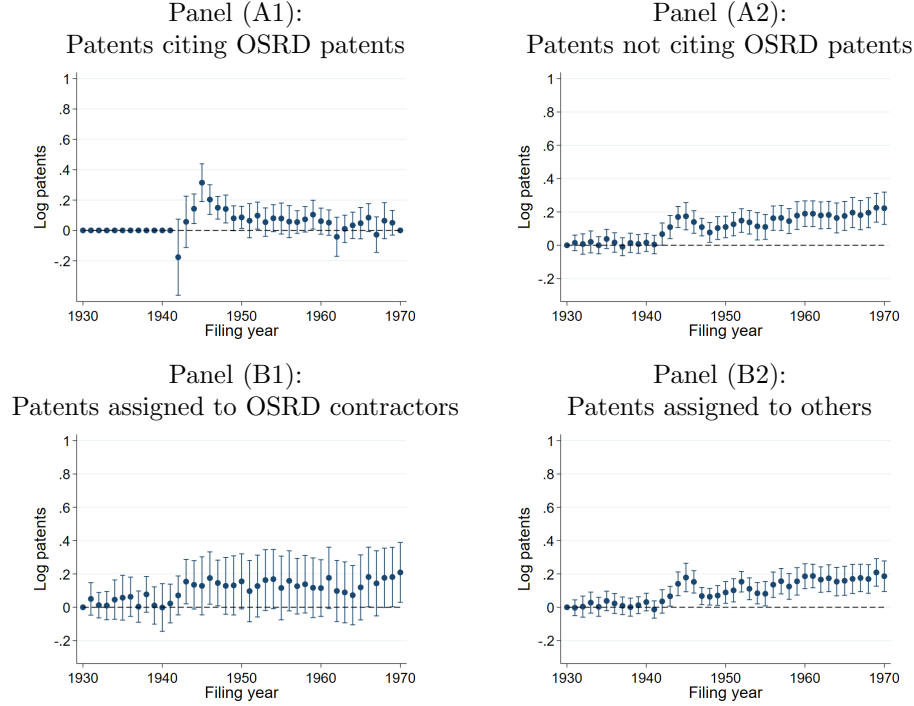 Panel (A1):
Patents citing OSRD patents
1
.8
.6
.4
.2
0
-.2
Log patents
1930 1940 1950 1960 1970
Filing year
Panel (A2):
Patents not citing OSRD patents
1
.8
.6
.4
.2
0
-.2
Log patents
1930 1940 1950 1960 1970
Filing year
Panel (B1):
Patents assigned to OSRD contractors
1
.8
.6
.4
.2
0
-.2
Log patents
1930 1940 1950 1960 1970
Filing year
Panel (B2):
Patents assigned to others
1
.8
.6
.4
.2
0
-.2
Log patents
1930 1940 1950 1960 1970
Filing year